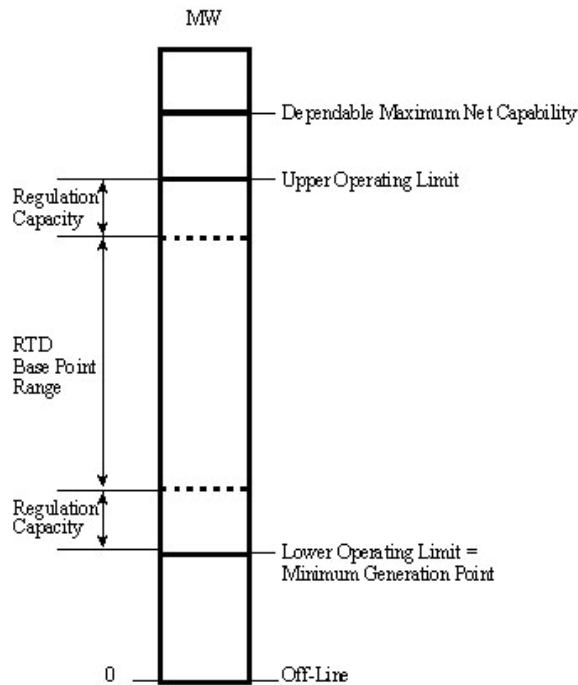 MW
Dependable Maximum Net Capability
Upper Operating Limit
Regulation
Capacity
RTD
Base Point
Range
Regulation
Capacity
Lower Operating Limit =
Minimum Generation Point
0
Off-Line